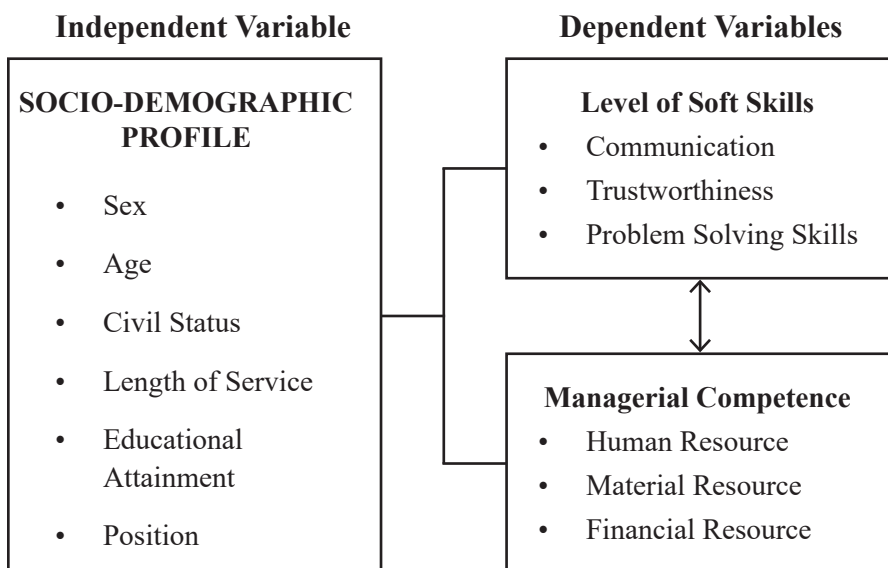 Independent Variable
SOCIO-DEMOGRAPHIC
PROFILE
• Sex
• Age
• Civil Status
• Length of Service
• Educational
Attainment
• Position
Dependent Variables
Level of Soft Skills
• Communication
• Trustworthiness
• Problem Solving Skills
Managerial Competence
• Human Resource
• Material Resource
• Financial Resource